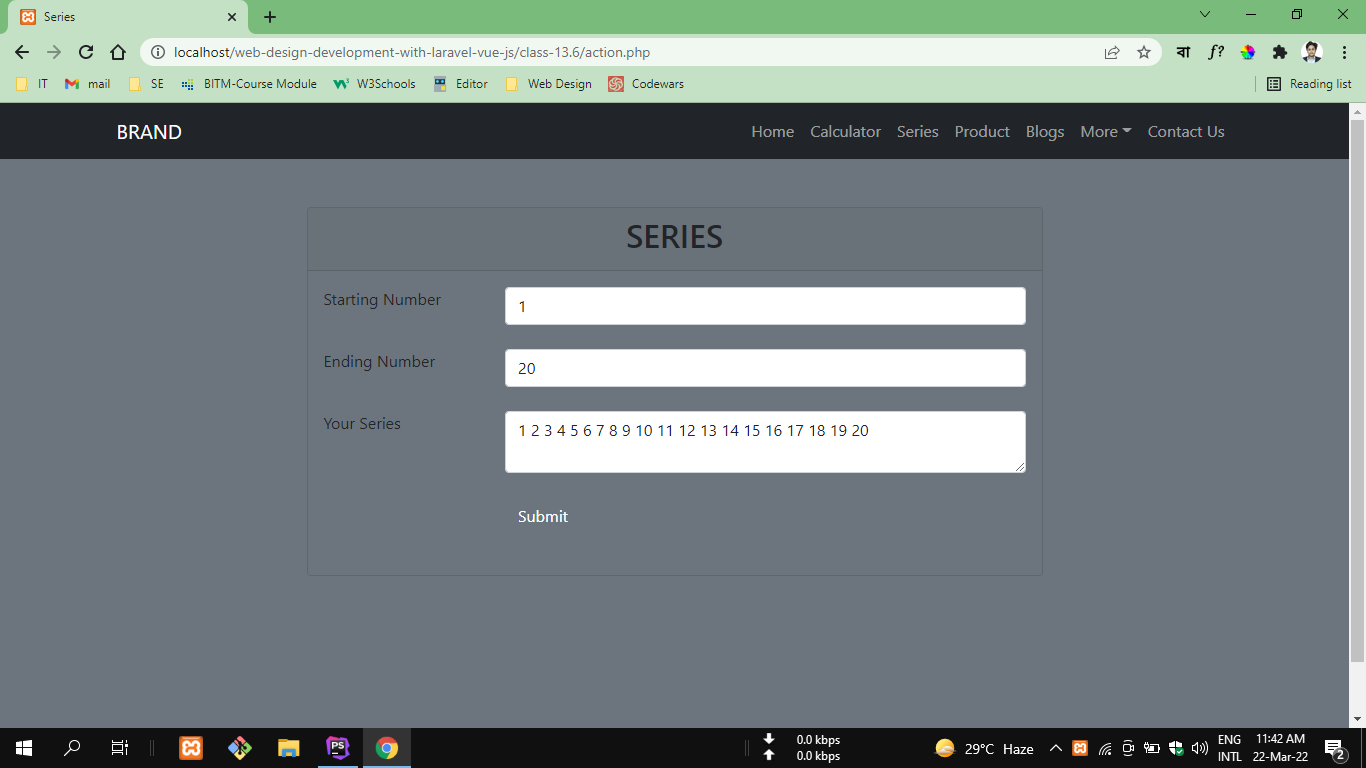 Series
localhost/web-design-development-with-laravel-vue-js/class-13.6/action.php
বা f?
IT mail SE BITM-Course Module W3Schools Editor Web Design Codewars Reading list
BRAND Home Calculator Series Product Blogs More Contact Us
SERIES
Starting Number 1
Ending Number 20
Your Series 1 2 3 4 5 6 7 8 9 10 11 12 13 14 15 16 17 18 19 20
Submit
PS
0.0 kbps
0.0 kbps
29°C Haze
ENG
INTL
11:42 AM
22-Mar-22
2